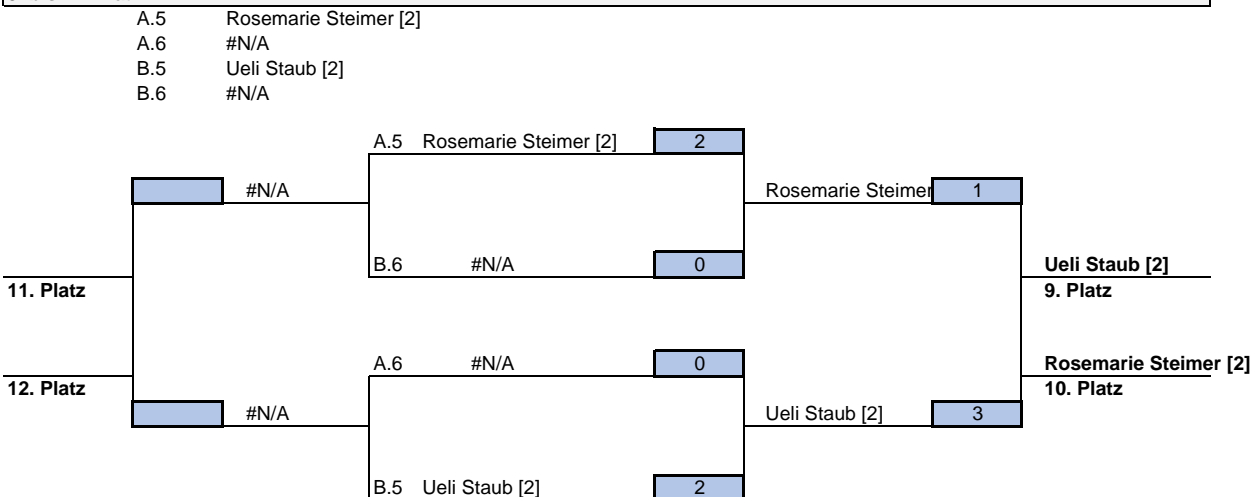 A.5 Rosemarie Steimer [2]
A.6 #N/A
B.5 Ueli Staub [2]
B.6 #N/A
A.5 Rosemarie Steimer [2] 2
#N/A Rosemarie Steimer 1
B.6 #N/A 0 Ueli Staub [2]
11. Platz 9. Platz
A.6 #N/A 0 Rosemarie Steimer [2]
12. Platz 10. Platz
#N/A Ueli Staub [2] 3
B.5 Ueli Staub [2] 2